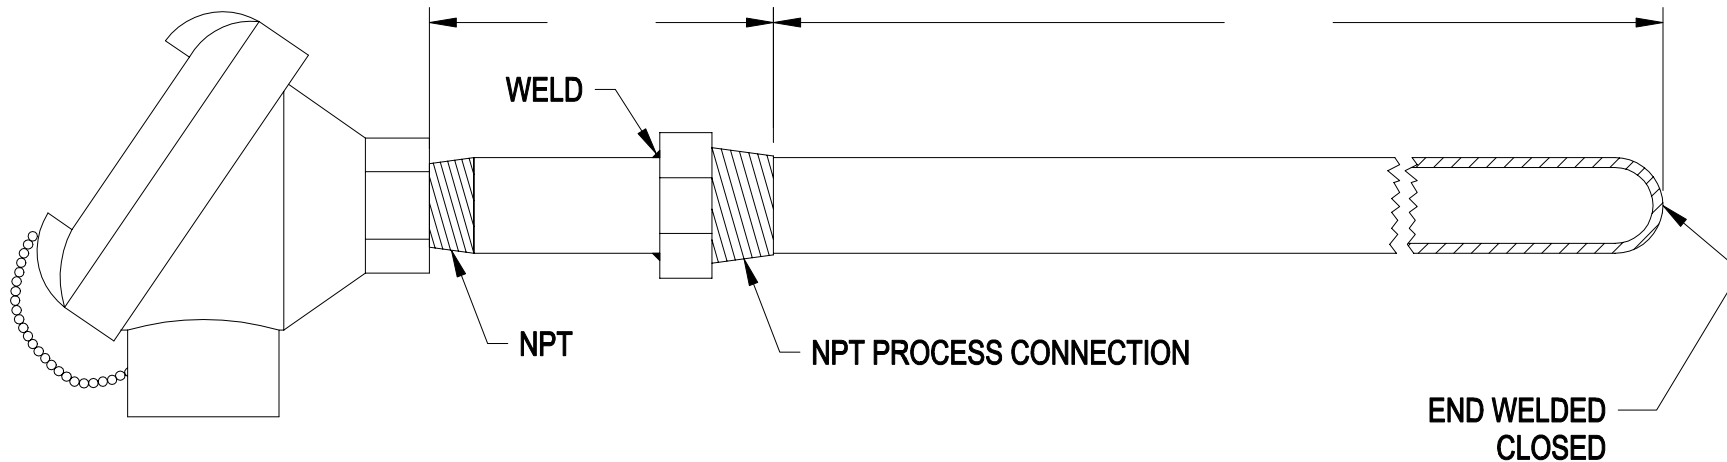 WELD
NPT
NPT PROCESS CONNECTION
END WELDED
CLOSED